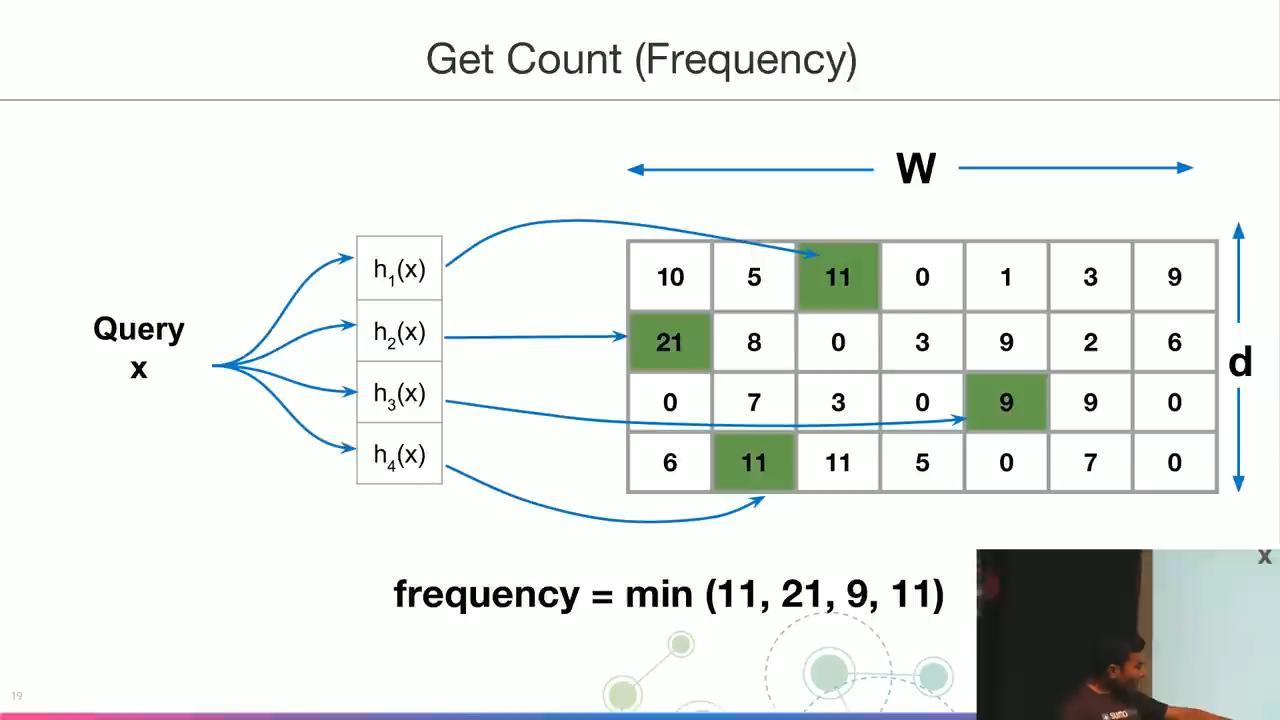 Get Count (Frequency)
W
Query
x
h1(x)
h2(x)
h3(x)
h4(x)
10 5 11 0 1 3 9
21 8 0 3 9 2 6
0 7 3 0 9 9 0
6 11 11 5 0 7 0
d
frequency = min (11, 21, 9, 11)
x
sumo
19